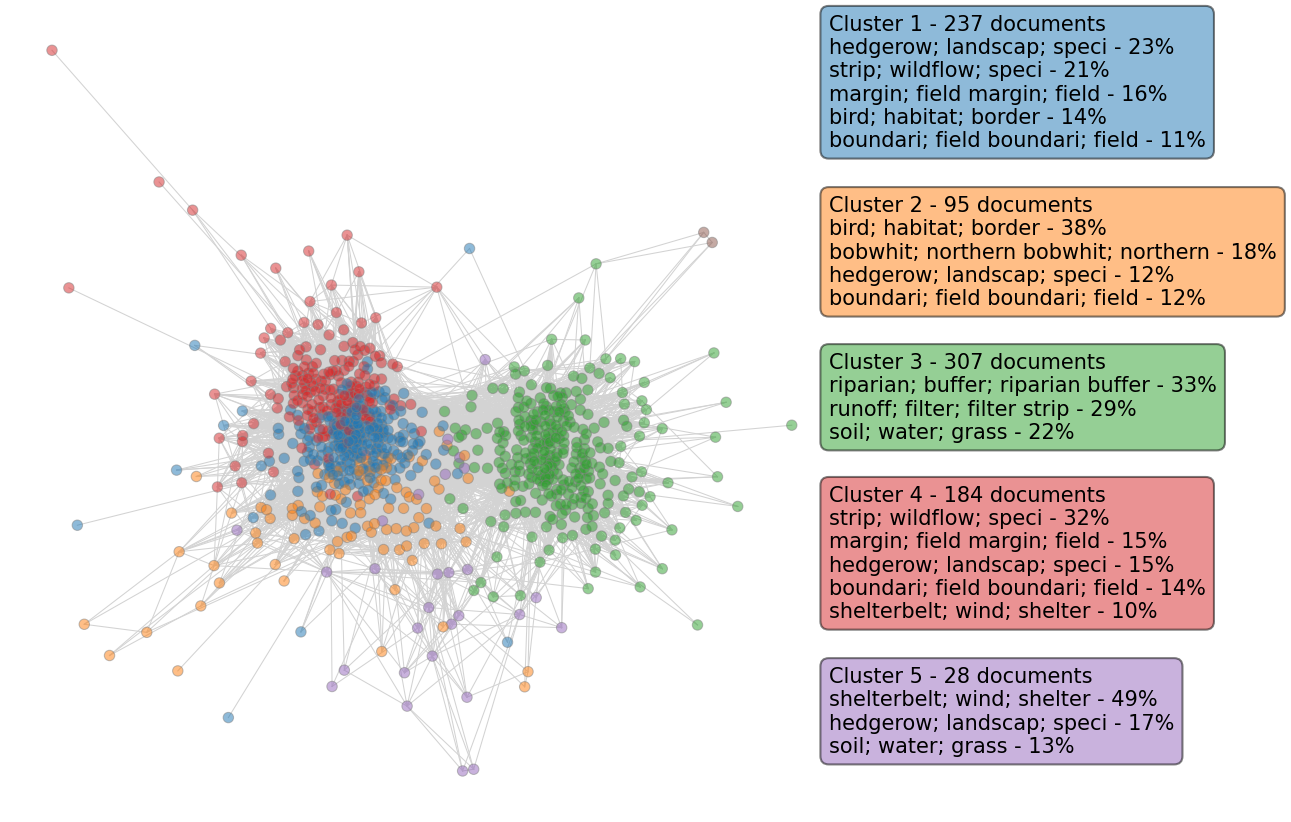 Cluster 1 - 237 documents
hedgerow; landscap; speci - 23%
strip; wildflow; speci - 21%
margin; field margin; field - 16%
bird; habitat; border - 14%
boundari; field boundari; field - 11%
Cluster 2 - 95 documents
bird; habitat; border - 38%
bobwhit; northern bobwhit; northern - 18%
hedgerow; landscap; speci - 12%
boundari; field boundari; field - 12%
Cluster 3 - 307 documents
riparian; buffer; riparian buffer - 33%
runoff; filter; filter strip - 29%
soil; water; grass - 22%
Cluster 4 - 184 documents
strip; wildflow; speci - 32%
margin; field margin; field - 15%
hedgerow; landscap; speci - 15%
boundari; field boundari; field - 14%
shelterbelt; wind; shelter - 10%
Cluster 5 - 28 documents
shelterbelt; wind; shelter - 49%
hedgerow; landscap; speci - 17%
soil; water; grass - 13%